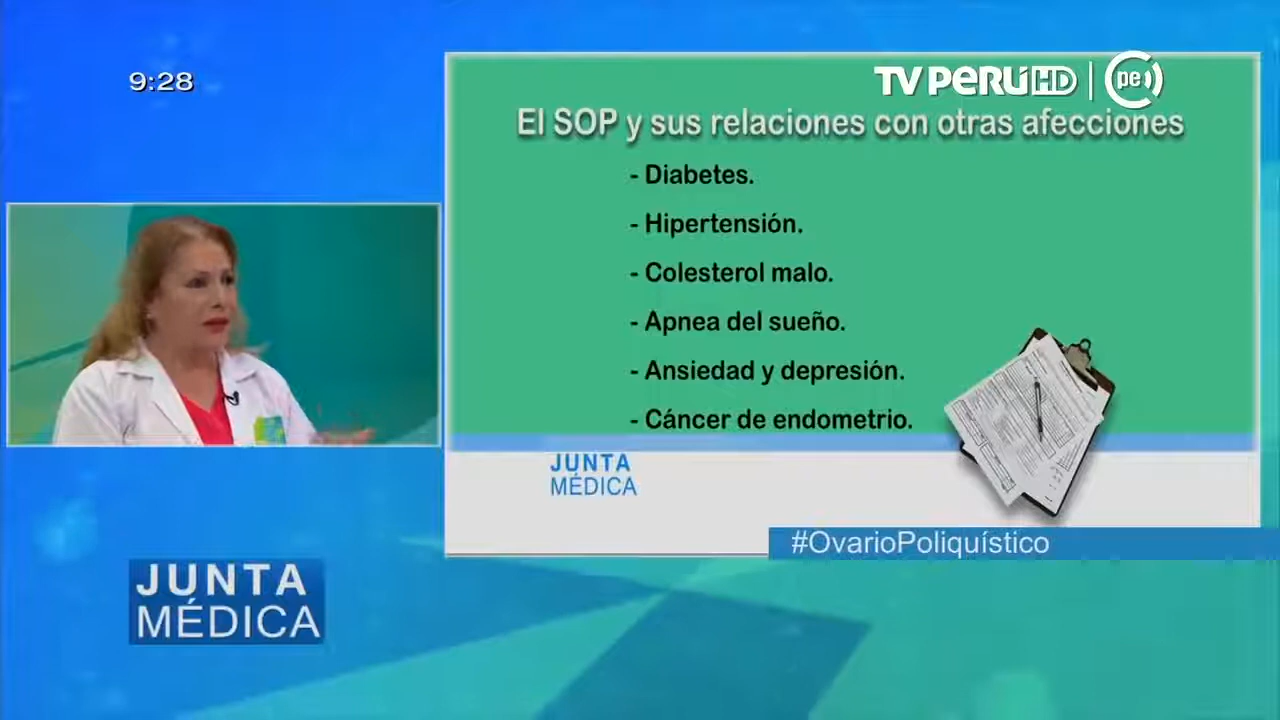 9:28
TV PERÚ HD
pe
El SOP y sus relaciones con otras afecciones
- Diabetes.
- Hipertensión.
- Colesterol malo.
- Apnea del sueño.
- Ansiedad y depresión.
- Cáncer de endometrio.
JUNTA
MÉDICA
#OvarioPoliquístico
JUNTA
MÉDICA